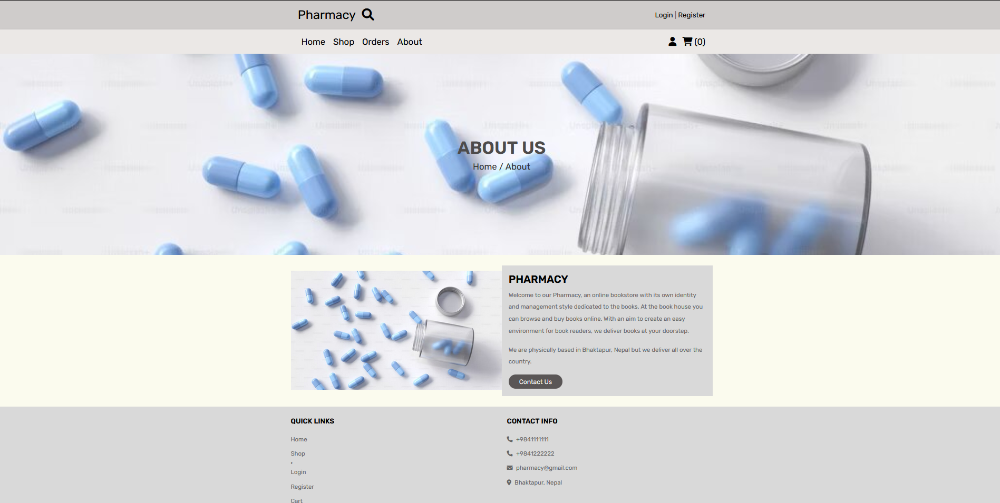 Pharmacy
Login | Register
Home Shop Orders About
(0)
ABOUT US
Home / About
PHARMACY
Welcome to our Pharmacy, an online bookstore with its own identity
and management style dedicated to the books. At the book house you
can browse and buy books online. With an aim to create an easy
environment for book readers, we deliver books at your doorstep.
We are physically based in Bhaktapur, Nepal but we deliver all over the
country.
Contact Us
QUICK LINKS
Home
Shop
›
Login
Register
Cart
CONTACT INFO
+9841111111
+9841222222
pharmacy@gmail.com
Bhaktapur, Nepal